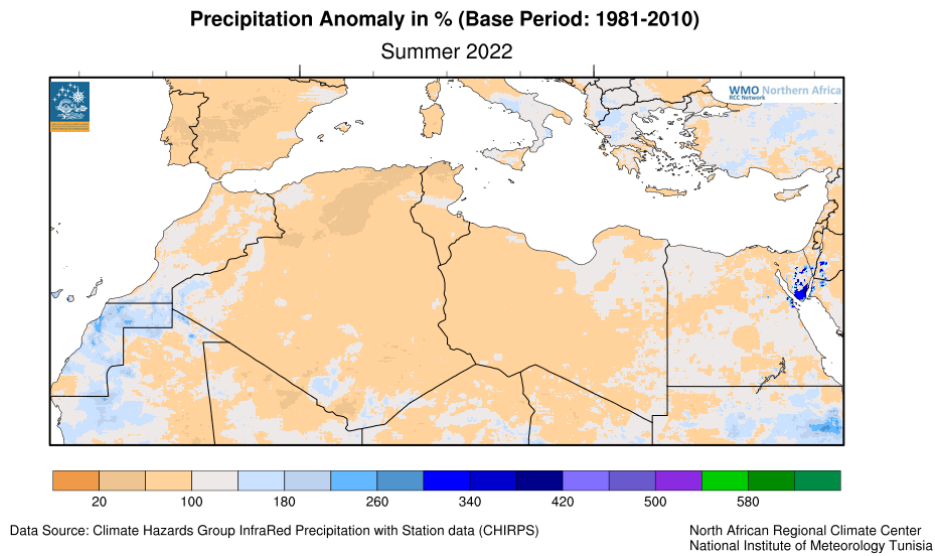 Precipitation Anomaly in % (Base Period: 1981-2010)
Summer 2022
WMO Northern Africa
RCC Network
20 100 180 260 340 420 500 580
Data Source: Climate Hazards Group InfraRed Precipitation with Station data (CHIRPS)
North African Regional Climate Center
National Institute of Meteorology Tunisia